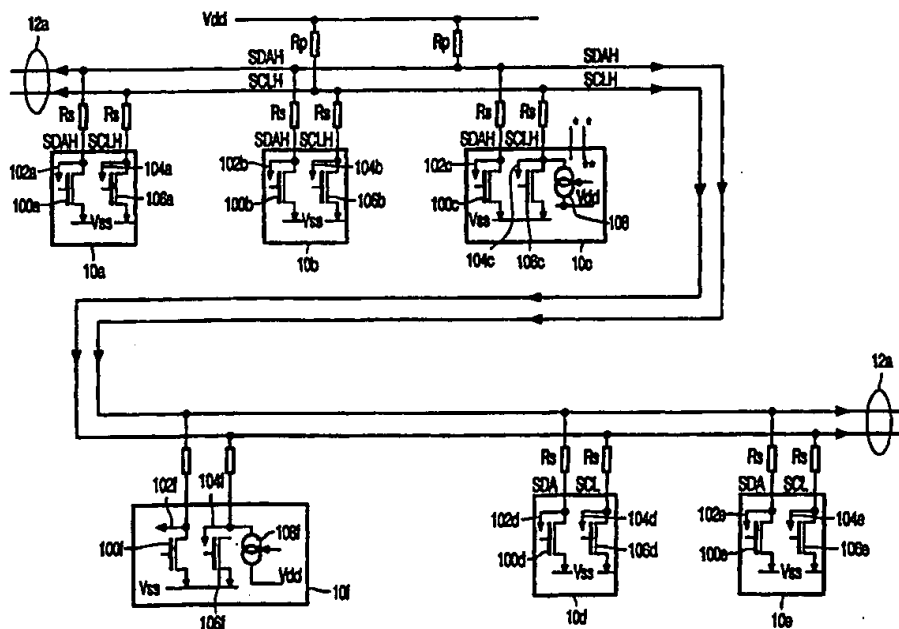 12a
Vdd
Rp Rp
SDAH SDAH
SCLH SCLH
Rs Rs Rs Rs Rs Rs
SDAH SCLH SDAH SCLH SDAH SCLH * *
102a 104a 102b 104b 102c **
100a 106a 100b 106b 100c Vdd
Vss Vss Vss 108
10a 10b 104c 106c 10c
12a
Rs Rs Rs Rs
102f 104f SDA SCL SDA SCL
108f 102d 104d 102e 104e
100f 100d 106d 100e 106e
Vss Vdd Vss Vss
106f 10f 10d 10e